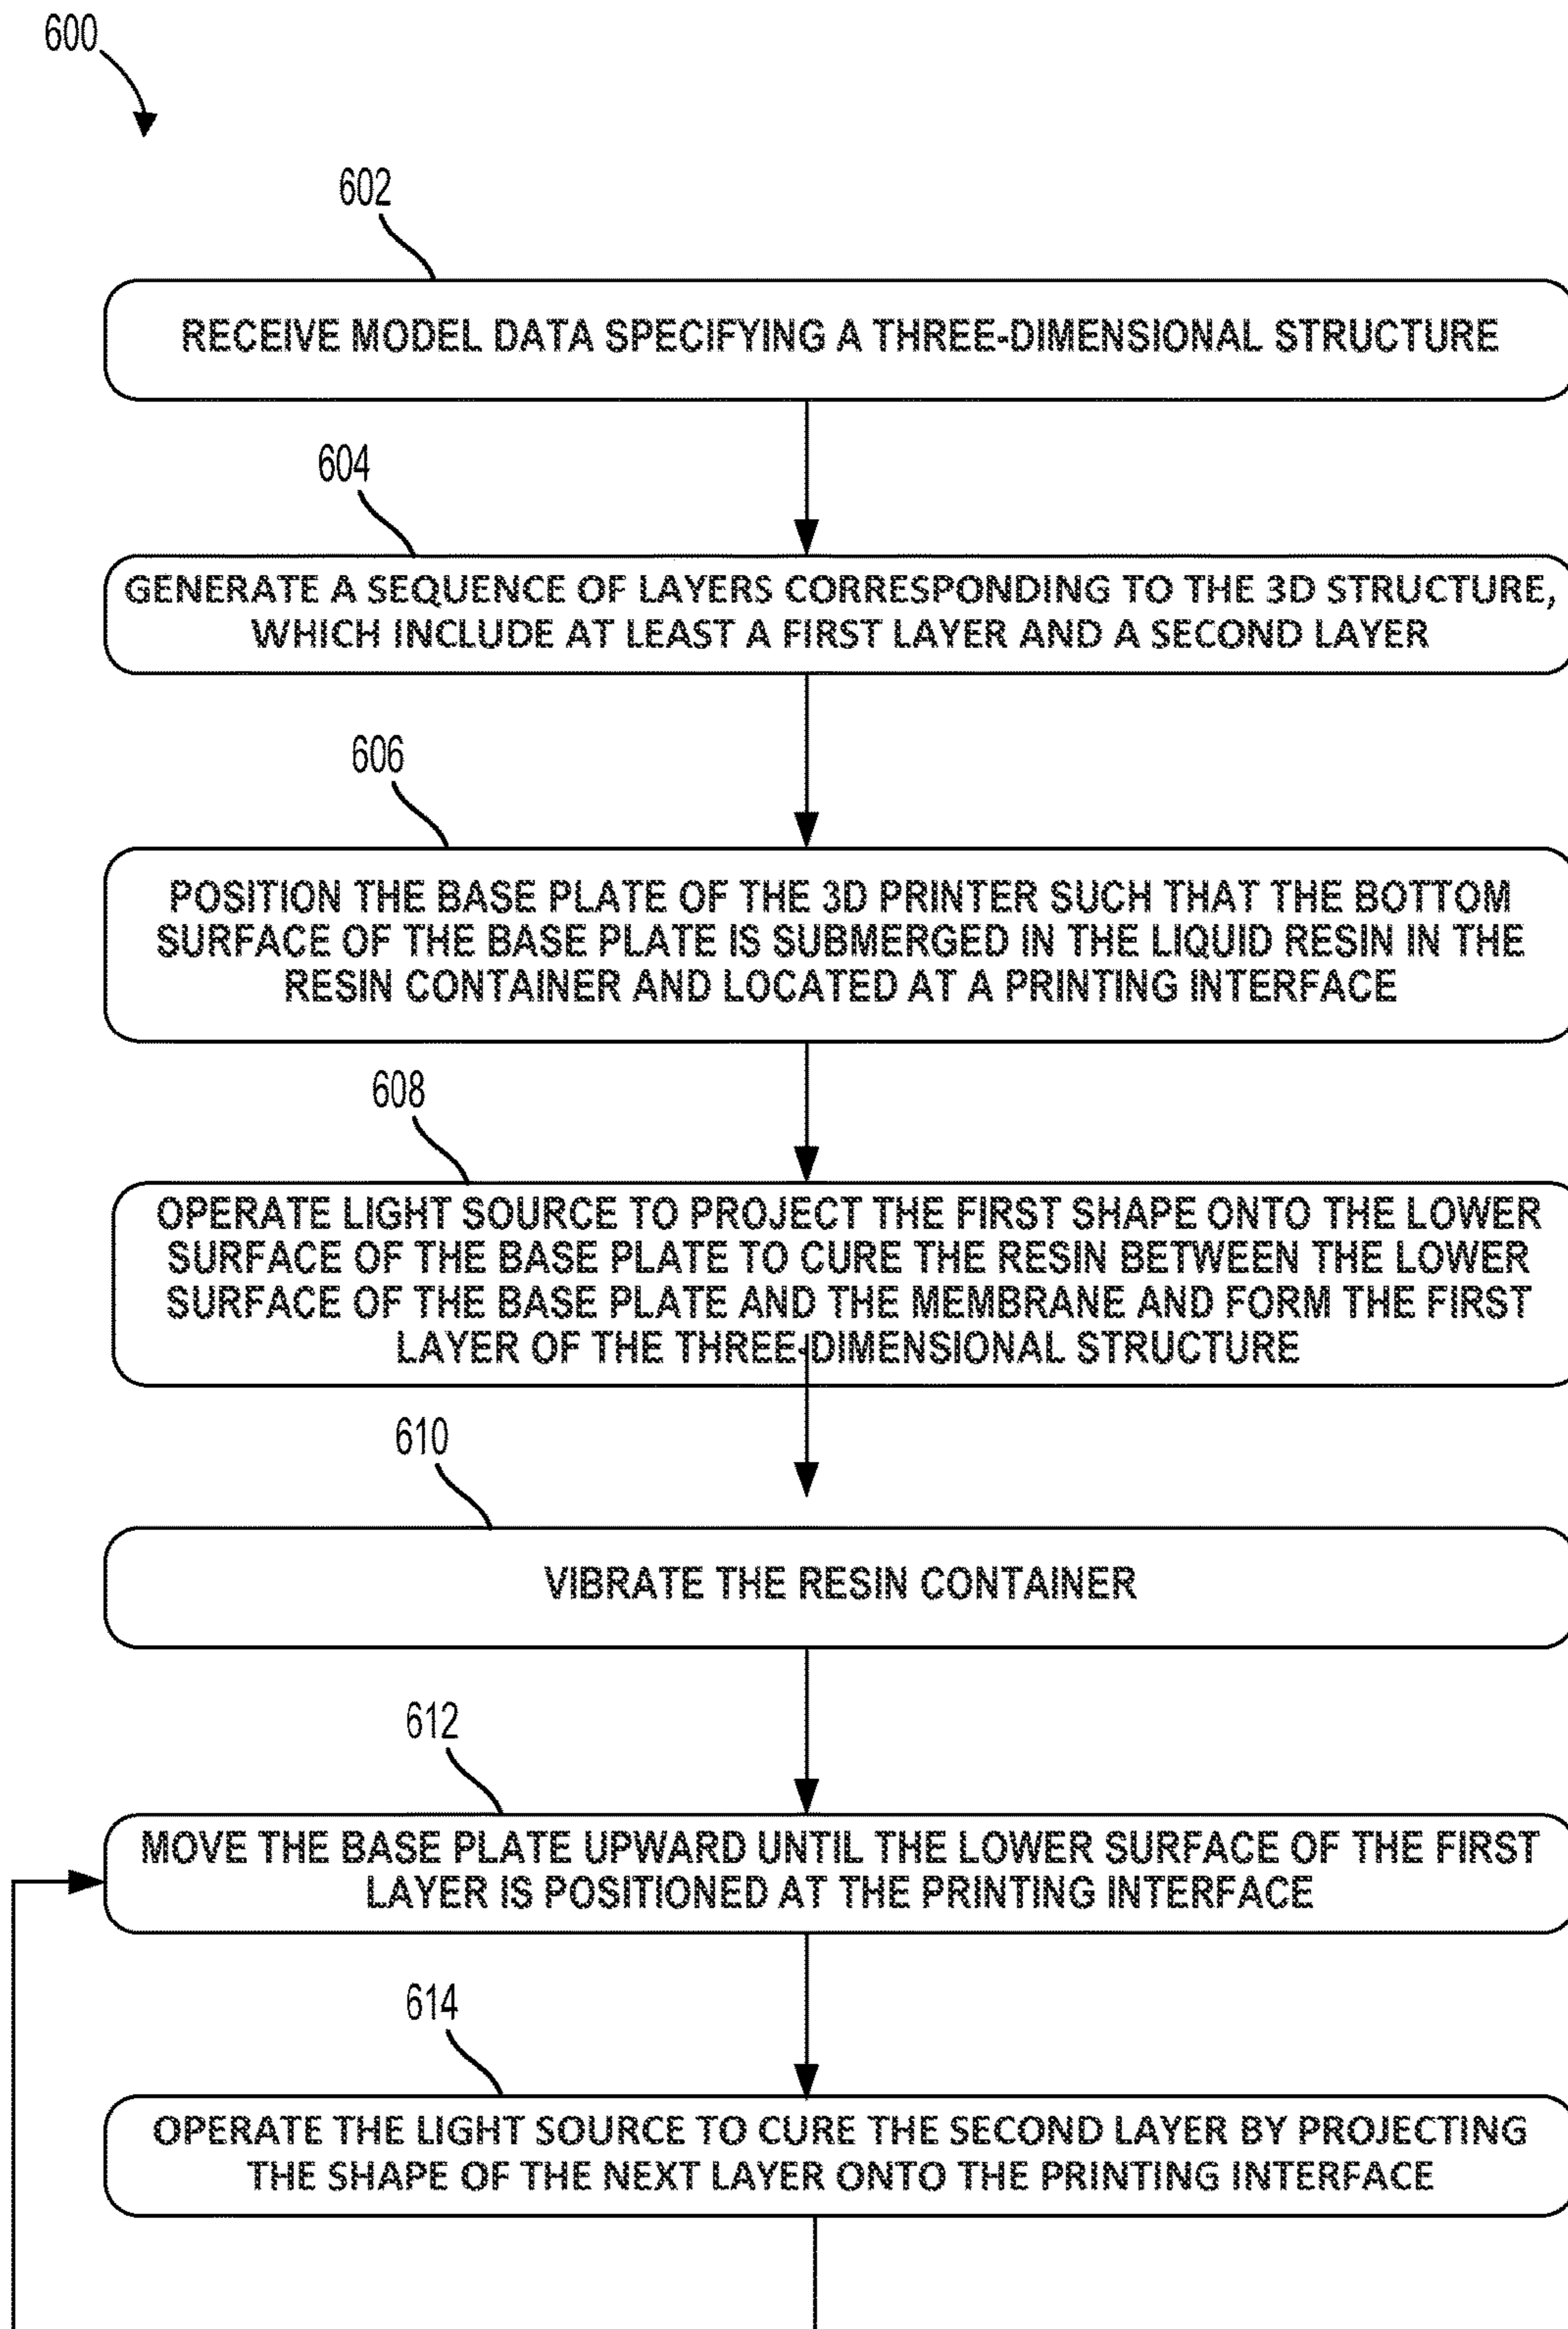 600
602
RECEIVE MODEL DATA SPECIFYING A THREE-DIMENSIONAL STRUCTURE
604
GENERATE A SEQUENCE OF LAYERS CORRESPONDING TO THE 3D STRUCTURE,
WHICH INCLUDE AT LEAST A FIRST LAYER AND A SECOND LAYER
606
POSITION THE BASE PLATE OF THE 3D PRINTER SUCH THAT THE BOTTOM
SURFACE OF THE BASE PLATE IS SUBMERGED IN THE LIQUID RESIN IN THE
RESIN CONTAINER AND LOCATED AT A PRINTING INTERFACE
608
OPERATE LIGHT SOURCE TO PROJECT THE FIRST SHAPE ONTO THE LOWER
SURFACE OF THE BASE PLATE TO CURE THE RESIN BETWEEN THE LOWER
SURFACE OF THE BASE PLATE AND THE MEMBRANE AND FORM THE FIRST
LAYER OF THE THREE-DIMENSIONAL STRUCTURE
610
VIBRATE THE RESIN CONTAINER
612
MOVE THE BASE PLATE UPWARD UNTIL THE LOWER SURFACE OF THE FIRST
LAYER IS POSITIONED AT THE PRINTING INTERFACE
614
OPERATE THE LIGHT SOURCE TO CURE THE SECOND LAYER BY PROJECTING
THE SHAPE OF THE NEXT LAYER ONTO THE PRINTING INTERFACE